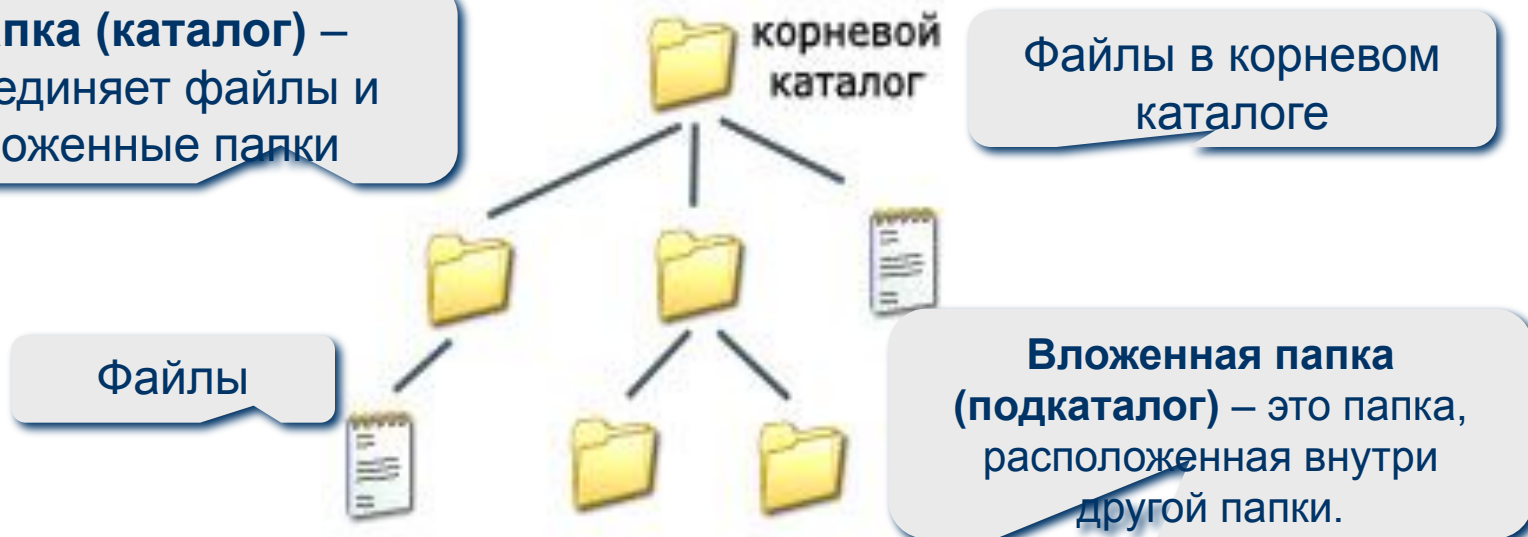 апка (каталог) –
единяет файлы и
оженные папки
корневой
каталог
Файлы в корневом
каталоге
Файлы
Вложенная папка
(подкаталог) – это папка,
расположенная внутри
другой папки.